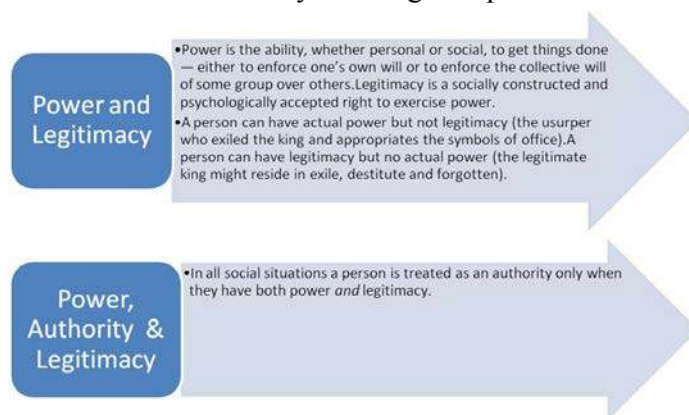 Power and
Legitimacy
•Power is the ability, whether personal or social, to get things done
— either to enforce one's own will or to enforce the collective will
of some group over others.Legitimacy is a socially constructed and
psychologically accepted right to exercise power.
•A person can have actual power but not legitimacy (the usurper
who exiled the king and appropriates the symbols of office).A
person can have legitimacy but no actual power (the legitimate
king might reside in exile, destitute and forgotten).
Power,
Authority &
Legitimacy
•In all social situations a person is treated as an authority only when
they have both power and legitimacy.